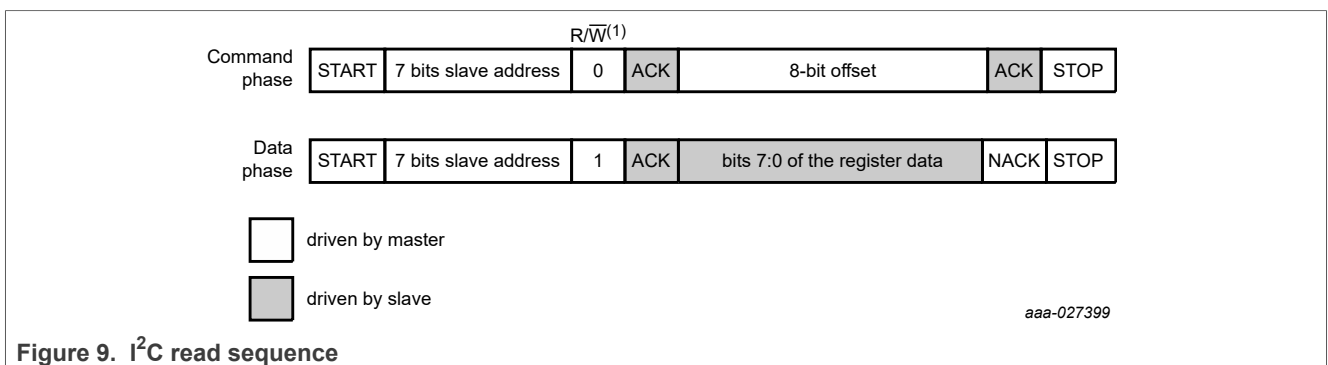 R/W̅(1)
Command phase
START 7 bits slave address 0 ACK 8-bit offset ACK STOP
Data phase
START 7 bits slave address 1 ACK bits 7:0 of the register data NACK STOP
driven by master
driven by slave
aaa-027399
Figure 9. I²C read sequence